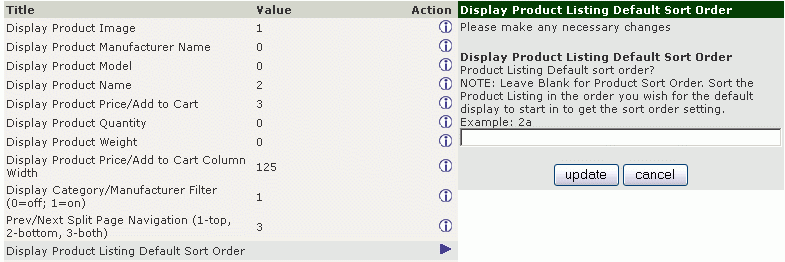 Title Value Action
Display Product Image 1
Display Product Manufacturer Name 0
Display Product Model 0
Display Product Name 2
Display Product Price/Add to Cart 3
Display Product Quantity 0
Display Product Weight 0
Display Product Price/Add to Cart Column
Width 125
Display Category/Manufacturer Filter
(0=off; 1=on) 1
Prev/Next Split Page Navigation (1-top,
2-bottom, 3-both) 3
Display Product Listing Default Sort Order
Display Product Listing Default Sort Order
Please make any necessary changes
Display Product Listing Default Sort Order
Product Listing Default sort order?
NOTE: Leave Blank for Product Sort Order. Sort the
Product Listing in the order you wish for the default
display to start in to get the sort order setting.
Example: 2a
update cancel